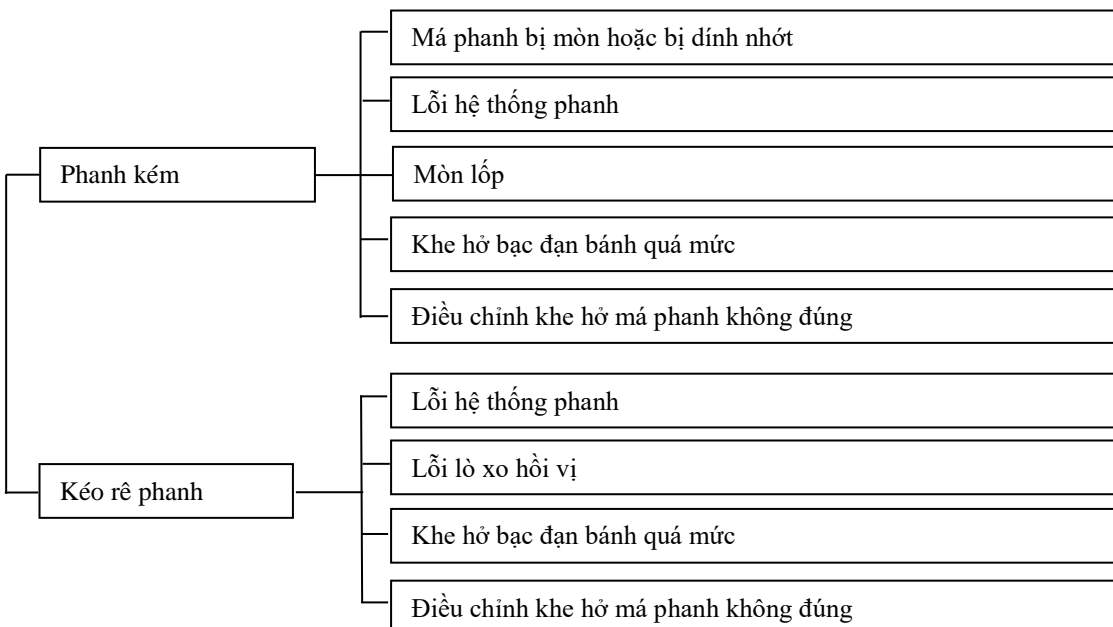 Phanh kém
Má phanh bị mòn hoặc bị dính nhớt
Lỗi hệ thống phanh
Mòn lốp
Khe hở bạc đạn bánh quá mức
Điều chỉnh khe hở má phanh không đúng
Kéo rê phanh
Lỗi hệ thống phanh
Lỗi lò xo hồi vị
Khe hở bạc đạn bánh quá mức
Điều chỉnh khe hở má phanh không đúng